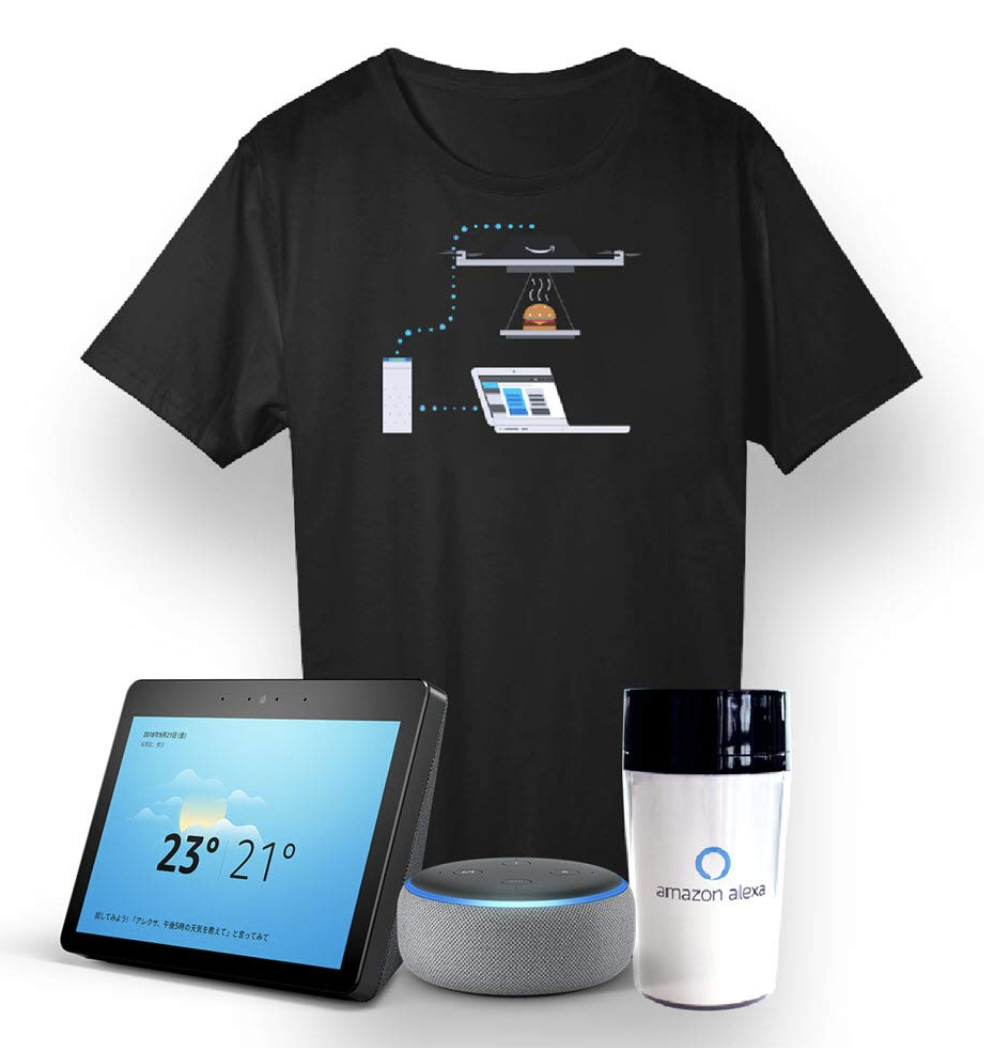 2018年9月21日 (金)
23° 21°
試してみよう! 「アレクサ、午後5時の天気を教えて」と言ってみて
amazon alexa